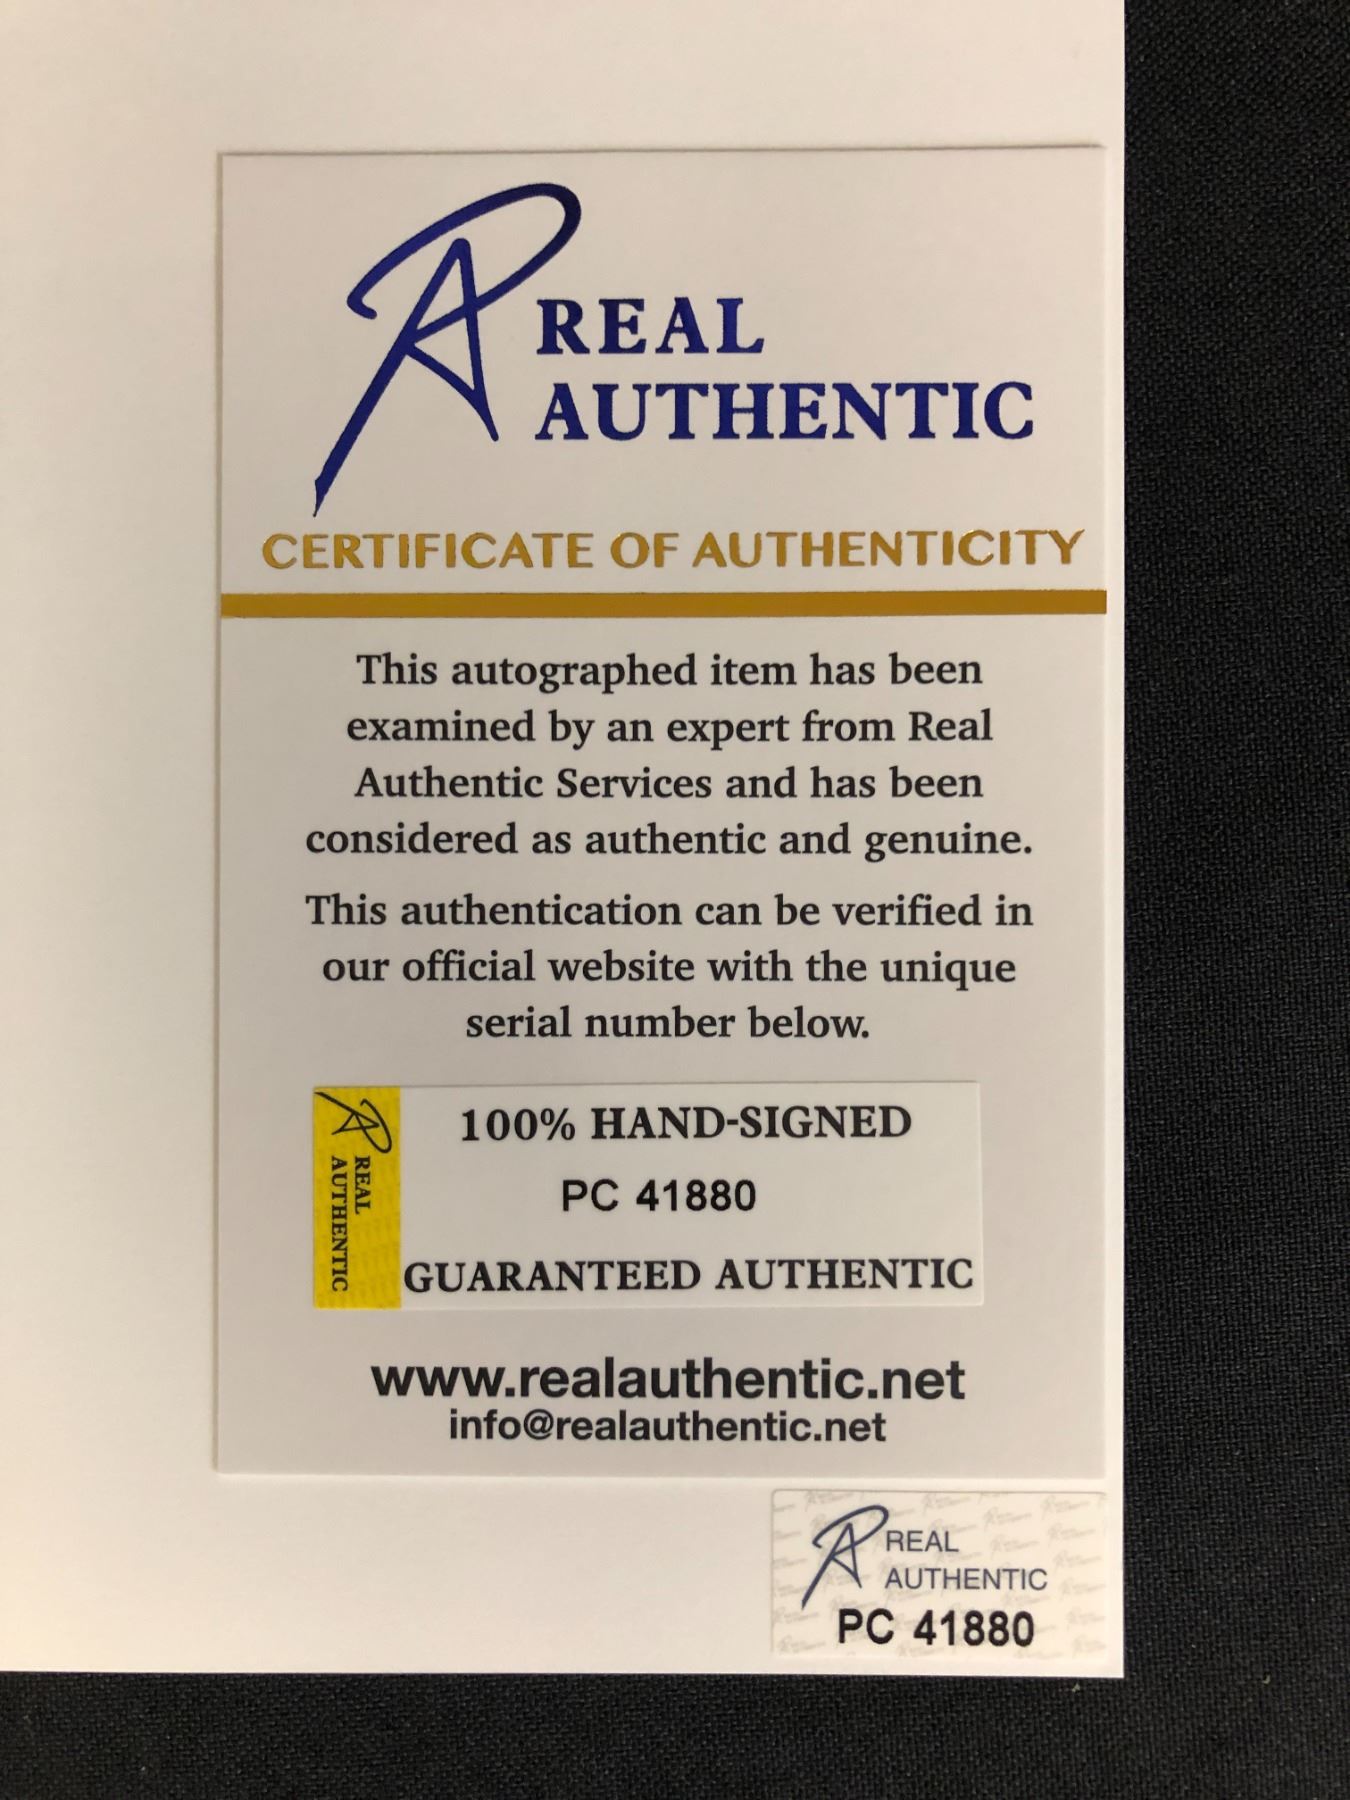 REAL
AUTHENTIC
CERTIFICATE OF AUTHENTICITY
This autographed item has been
examined by an expert from Real
Authentic Services and has been
considered as authentic and genuine.
This authentication can be verified in
our official website with the unique
serial number below.
REAL
AUTHENTIC
100% HAND-SIGNED
PC 41880
GUARANTEED AUTHENTIC
www.realauthentic.net
info@realauthentic.net
REAL
AUTHENTIC
PC 41880